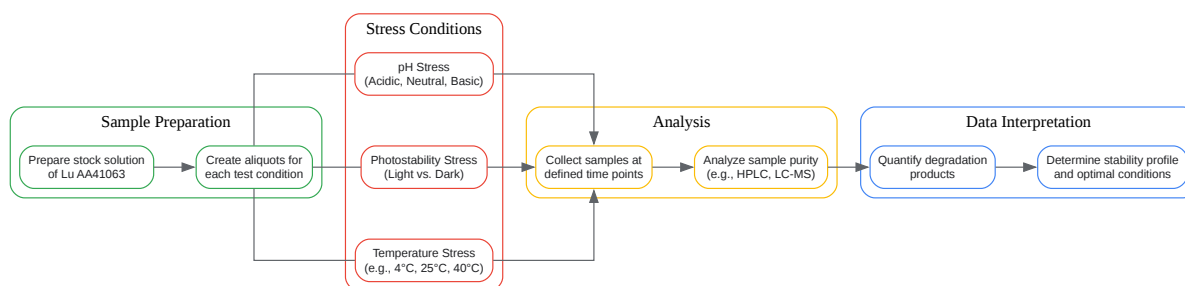 Sample Preparation
Prepare stock solution
of Lu AA41063
Create aliquots for
each test condition
Stress Conditions
pH Stress
(Acidic, Neutral, Basic)
Photostability Stress
(Light vs. Dark)
Temperature Stress
(e.g., 4°C, 25°C, 40°C)
Analysis
Collect samples at
defined time points
Analyze sample purity
(e.g., HPLC, LC-MS)
Data Interpretation
Quantify degradation
products
Determine stability profile
and optimal conditions